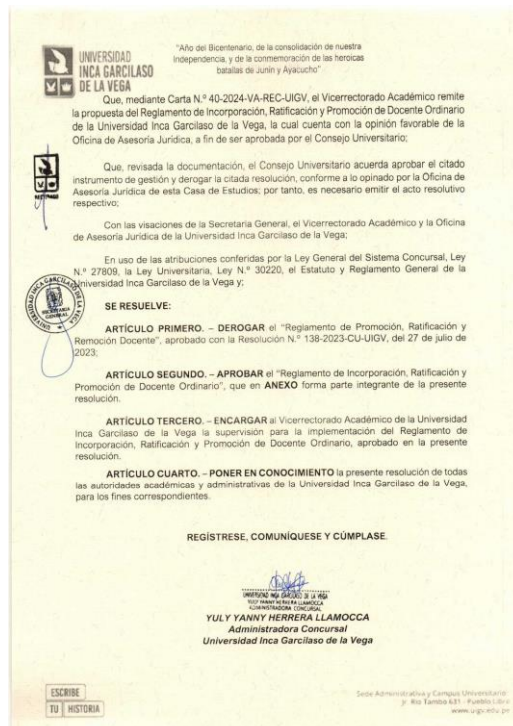 UNIVERSIDAD
INCA GARCILASO
DE LA VEGA
"Año del Bicentenario, de la consolidación de nuestra
Independencia, y de la conmemoración de las heroicas
batallas de Junín y Ayacucho"
Que, mediante Carta N.º 40-2024-VA-REC-UIGV, el Vicerrectorado Académico remite
la propuesta del Reglamento de Incorporación, Ratificación y Promoción de Docente Ordinario
de la Universidad Inca Garcilaso de la Vega, la cual cuenta con la opinión favorable de la
Oficina de Asesoría Jurídica, a fin de ser aprobada por el Consejo Universitario;
Que, revisada la documentación, el Consejo Universitario acuerda aprobar el citado
instrumento de gestión y derogar la citada resolución, conforme a lo opinado por la Oficina de
Asesoría Jurídica de esta Casa de Estudios; por tanto, es necesario emitir el acto resolutivo
respectivo;
Con las visaciones de la Secretaria General, el Vicerrectorado Académico y la Oficina
de Asesoría Jurídica de la Universidad Inca Garcilaso de la Vega;
En uso de las atribuciones conferidas por la Ley General del Sistema Concursal, Ley
N.º 27809, la Ley Universitaria, Ley N.º 30220, el Estatuto y Reglamento General de la
Universidad Inca Garcilaso de la Vega y;
SECRETARIA
GENERAL
SE RESUELVE:
ARTÍCULO PRIMERO. – DEROGAR el "Reglamento de Promoción, Ratificación y
Remoción Docente", aprobado con la Resolución N.º 138-2023-CU-UIGV, del 27 de julio de
2023;
ARTÍCULO SEGUNDO. – APROBAR el "Reglamento de Incorporación, Ratificación y
Promoción de Docente Ordinario", que en ANEXO forma parte integrante de la presente
resolución.
ARTÍCULO TERCERO. – ENCARGAR al Vicerrectorado Académico de la Universidad
Inca Garcilaso de la Vega la supervisión para la implementación del Reglamento de
Incorporación, Ratificación y Promoción de Docente Ordinario, aprobado en la presente
resolución.
ARTÍCULO CUARTO. – PONER EN CONOCIMIENTO la presente resolución de todas
las autoridades académicas y administrativas de la Universidad Inca Garcilaso de la Vega,
para los fines correspondientes.
REGÍSTRESE, COMUNÍQUESE Y CÚMPLASE.
UNIVERSIDAD INCA GARCILASO DE LA VEGA
YULY YANNY HERRERA LLAMOCCA
ADMINISTRADORA CONCURSAL
YULY YANNY HERRERA LLAMOCCA
Administradora Concursal
Universidad Inca Garcilaso de la Vega
ESCRIBE
TU HISTORIA
Sede Administrativa y Campus Universitario:
jr. Río Tambo 631 - Pueblo Libre
www.uigv.edu.pe